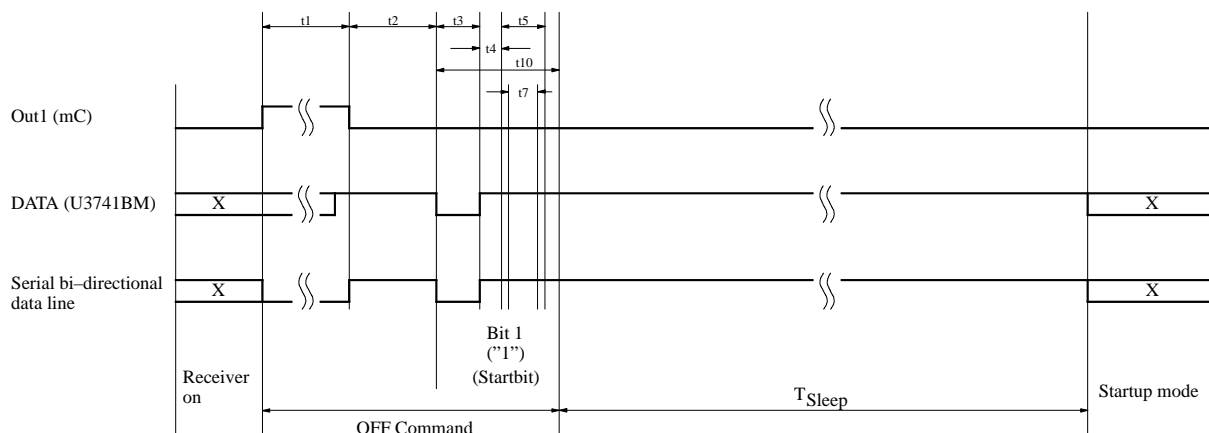 t1
t2
t3
t5
t4
t10
t7
Out1 (mC)
DATA (U3741BM)
X
X
Serial bi–directional
data line
X
X
Bit 1
(”1”)
(Startbit)
Receiver
on
TSleep
Startup mode
OFF Command